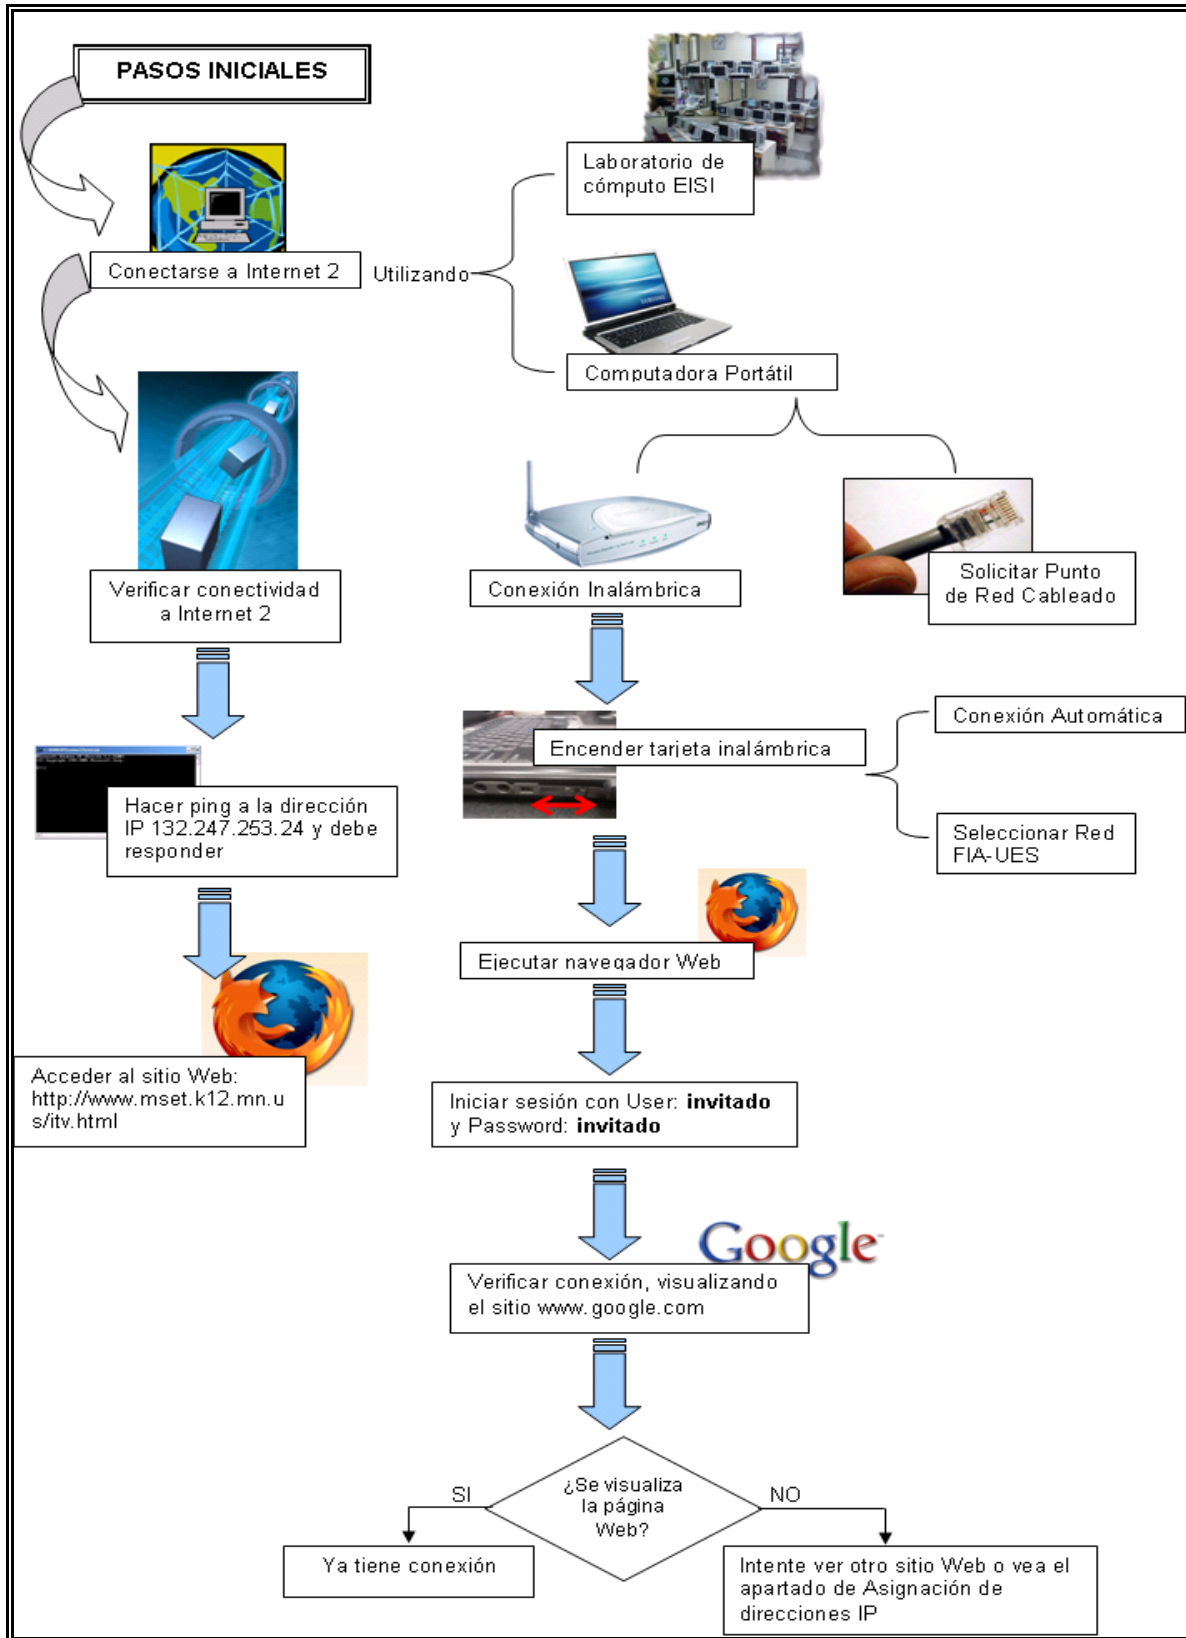 PASOS INICIALES
Laboratorio de
cómputo EISI
Conectarse a Internet 2
Utilizando
SAMSUNG
Computadora Portátil
Verificar conectividad
a Internet 2
Conexión Inalámbrica
Solicitar Punto
de Red Cableado
Conexión Automática
Encender tarjeta inalámbrica
Seleccionar Red
FIA-UES
Hacer ping a la dirección
IP 132.247.253.24 y debe
responder
Ejecutar navegador Web
Acceder al sitio Web:
http://www.mset.k12.mn.u
s/itv.html
Iniciar sesión con User: invitado
y Password: invitado
Google
Verificar conexión, visualizando
el sitio www.google.com
¿Se visualiza
la página
Web?
SI
NO
Ya tiene conexión
Intente ver otro sitio Web o vea el
apartado de Asignación de
direcciones IP